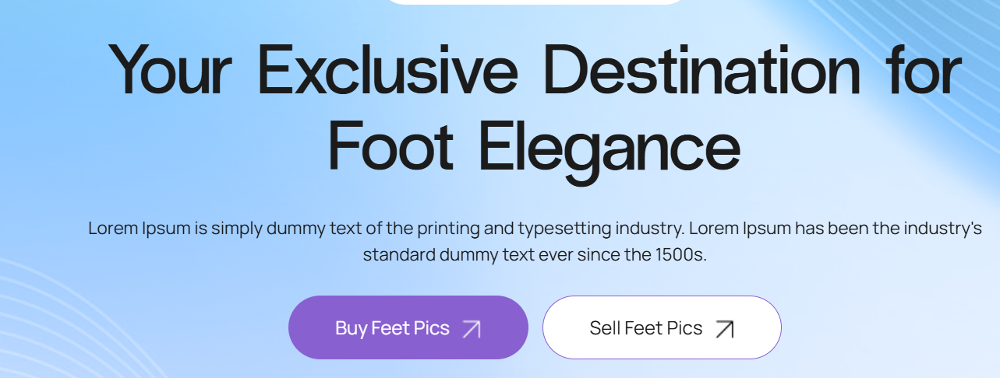 Your Exclusive Destination for
Foot Elegance
Lorem Ipsum is simply dummy text of the printing and typesetting industry. Lorem Ipsum has been the industry's
standard dummy text ever since the 1500s.
Buy Feet Pics
Sell Feet Pics